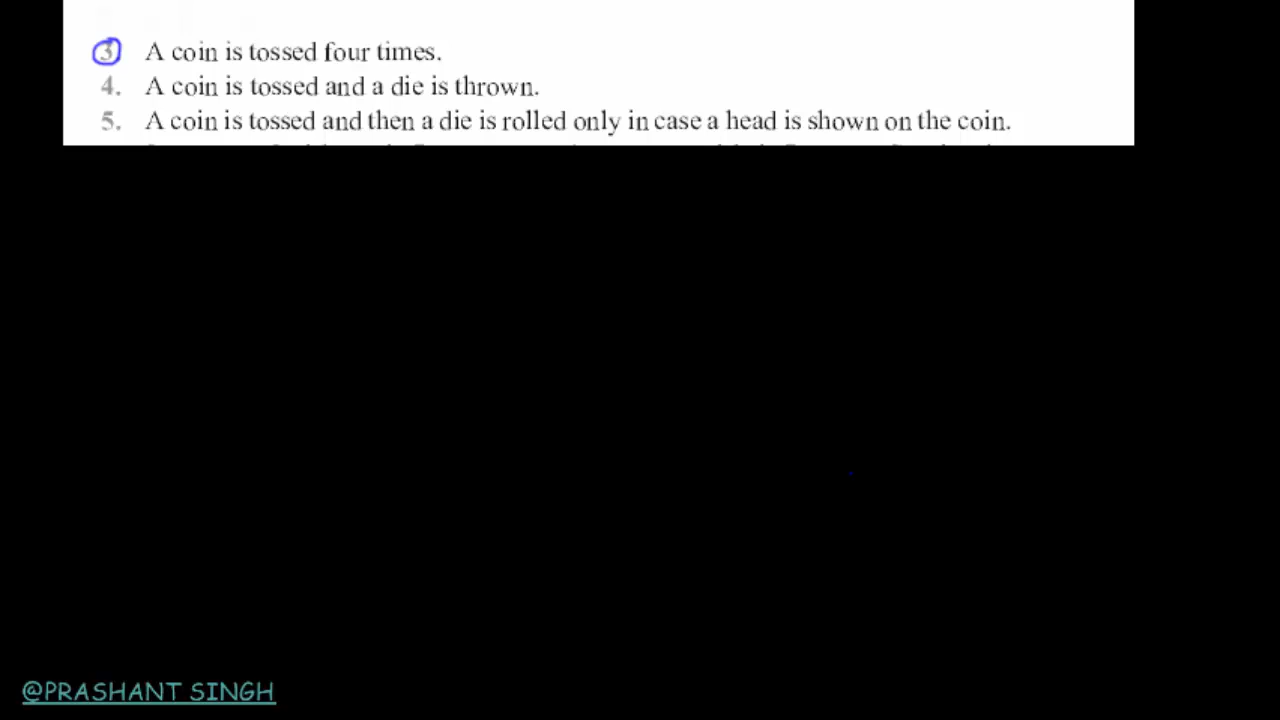 3. A coin is tossed four times.
4. A coin is tossed and a die is thrown.
5. A coin is tossed and then a die is rolled only in case a head is shown on the coin.
@PRASHANT SINGH